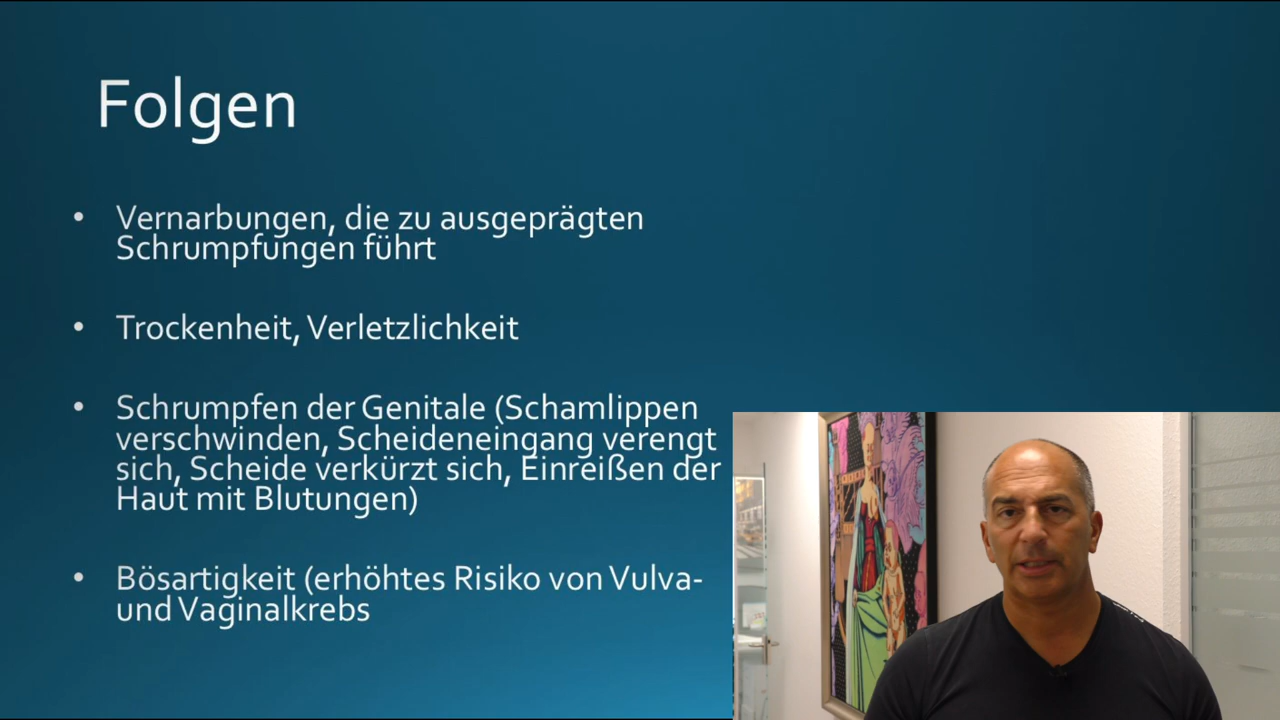 Folgen
• Vernarbungen, die zu ausgeprägten
Schrumpfungen führt
• Trockenheit, Verletzlichkeit
• Schrumpfen der Genitale (Schamlippen
verschwinden, Scheideneingang verengt
sich, Scheide verkürzt sich, Einreißen der
Haut mit Blutungen)
• Bösartigkeit (erhöhtes Risiko von Vulva-
und Vaginalkrebs